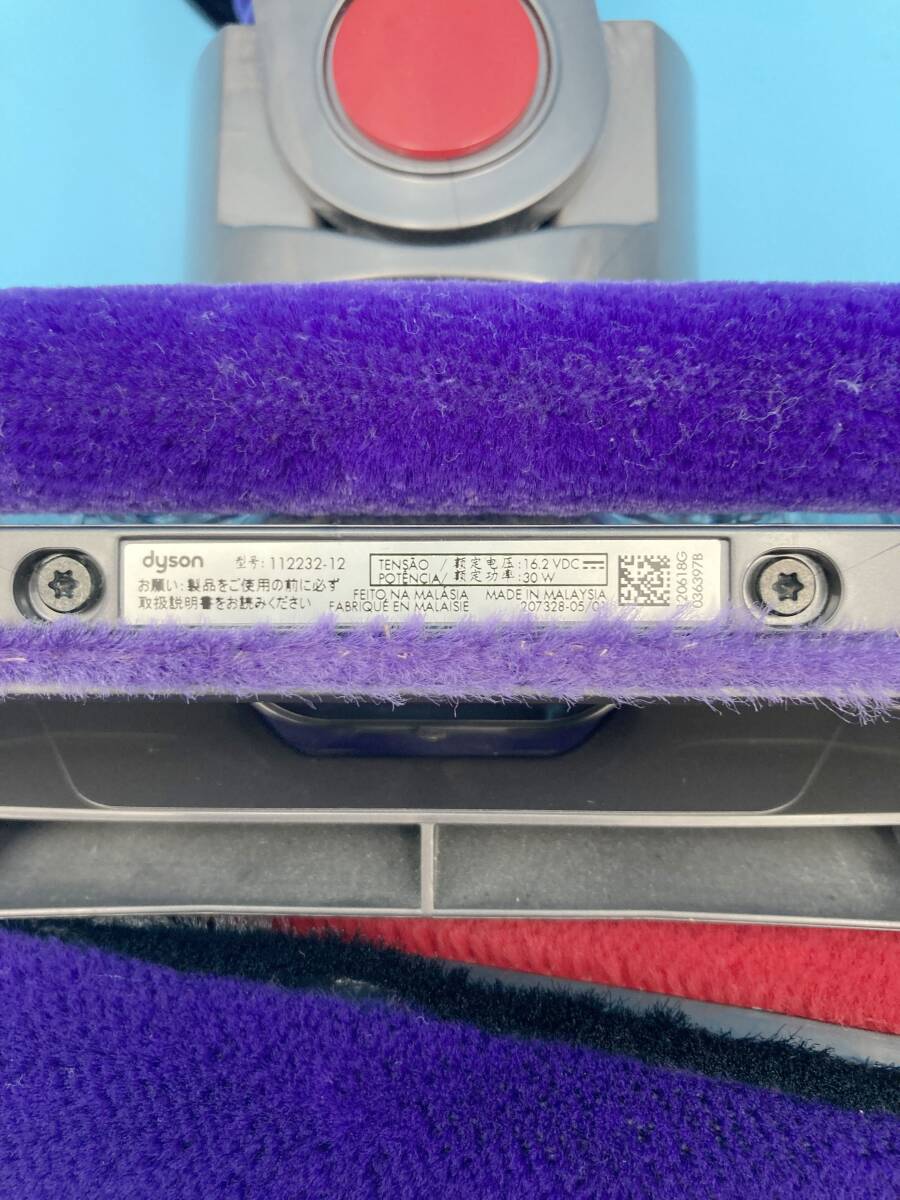 dyson 型号: 112232-12
お願い: 製品をご使用の前に必ず
取扱説明書をお読みください
TENSÃO / 额定电压: 16.2 VDC
POTÊNCIA/ 额定功率: 30 W
FEITO NA MALÁSIA MADE IN MALAYSIA
FABRIQUÉ EN MALAISIE 207328-05/01
20618G
036397B